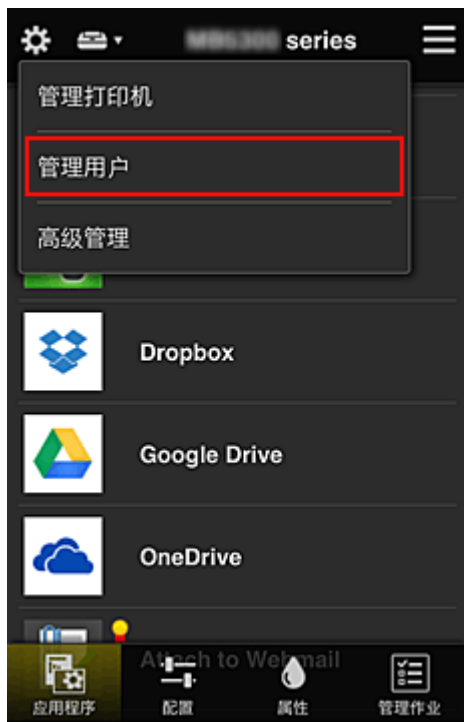 series
管理打印机
管理用户
高级管理
Dropbox
Google Drive
OneDrive
Attach to Webmail
应用程序
配置
属性
管理作业